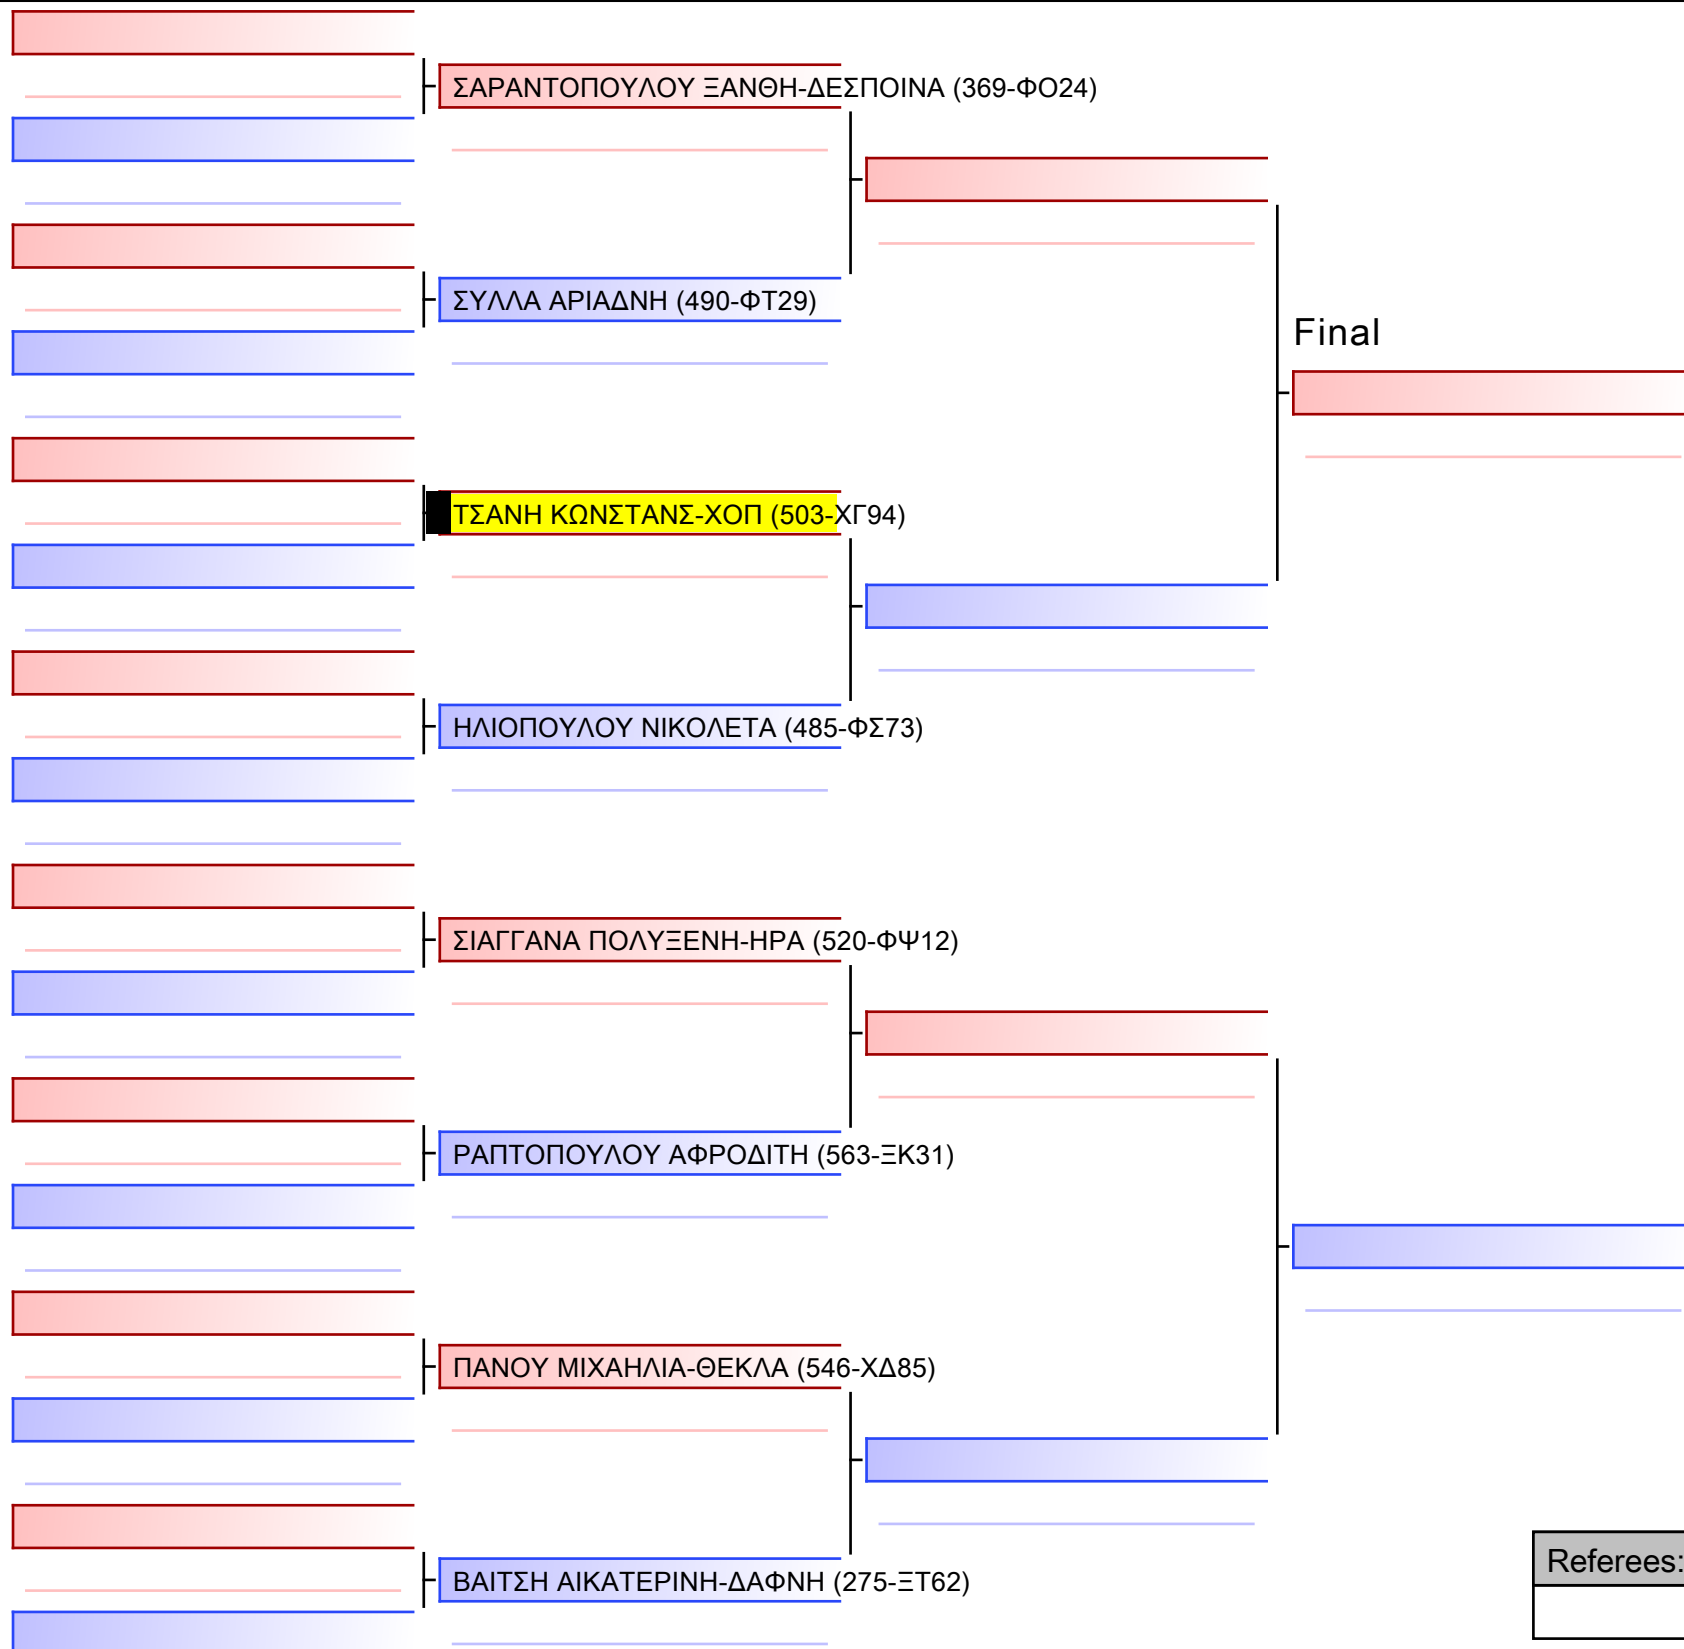 ΣΑΡΑΝΤΟΠΟΥΛΟΥ ΞΑΝΘΗ-ΔΕΣΠΟΙΝΑ (369-ΦΟ24)
ΣΥΛΛΑ ΑΡΙΑΔΝΗ (490-ΦΤ29)
Final
ΤΣΑΝΗ ΚΩΝΣΤΑΝΣ-ΧΟΠ (503-ΧΓ94)
ΗΛΙΟΠΟΥΛΟΥ ΝΙΚΟΛΕΤΑ (485-ΦΣ73)
ΣΙΑΓΓΑΝΑ ΠΟΛΥΞΕΝΗ-ΗΡΑ (520-ΦΨ12)
ΡΑΠΤΟΠΟΥΛΟΥ ΑΦΡΟΔΙΤΗ (563-ΞΚ31)
ΠΑΝΟΥ ΜΙΧΑΗΛΙΑ-ΘΕΚΛΑ (546-ΧΔ85)
ΒΑΙΤΣΗ ΑΙΚΑΤΕΡΙΝΗ-ΔΑΦΝΗ (275-ΞΤ62)
Referees: